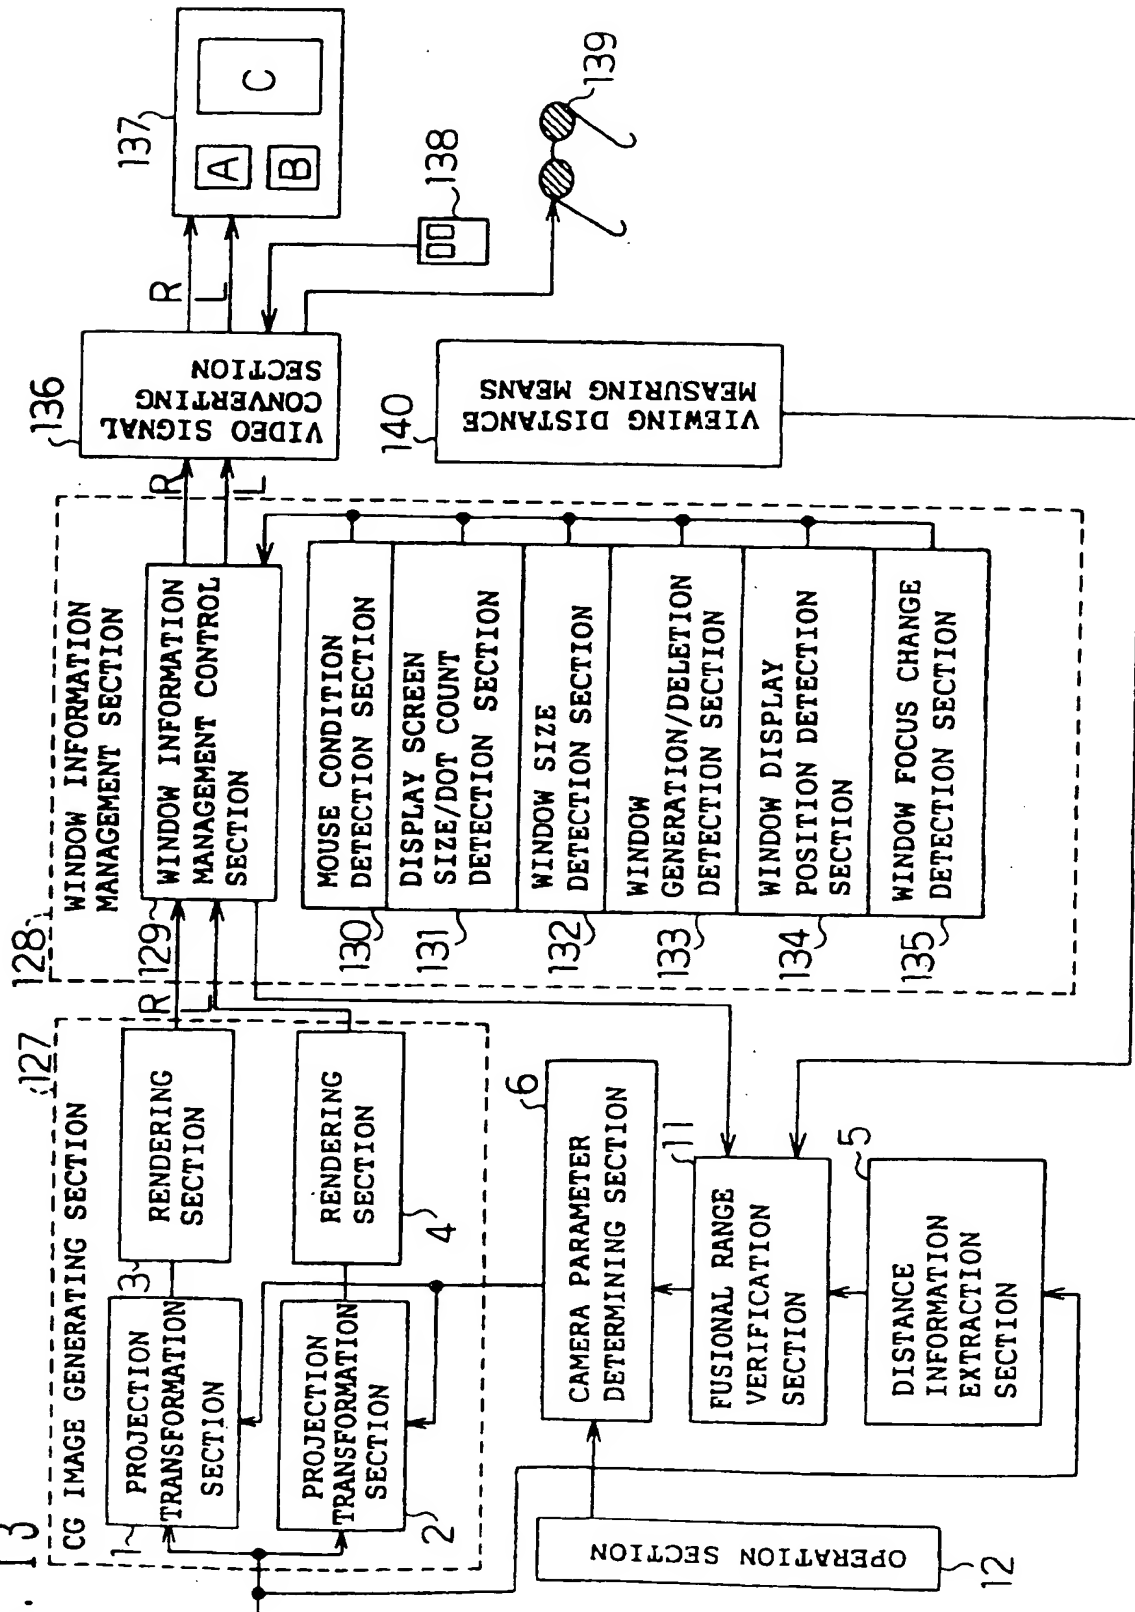 . 13
127
CG IMAGE GENERATING SECTION
1
PROJECTION
TRANSFORMATION
SECTION
3
RENDERING
SECTION
R
L
2
PROJECTION
TRANSFORMATION
SECTION
4
RENDERING
SECTION
128
WINDOW INFORMATION
MANAGEMENT SECTION
129
WINDOW INFORMATION
MANAGEMENT CONTROL
SECTION
R
L
130
MOUSE CONDITION
DETECTION SECTION
131
DISPLAY SCREEN
SIZE/DOT COUNT
DETECTION SECTION
132
WINDOW SIZE
DETECTION SECTION
133
WINDOW
GENERATION/DELETION
DETECTION SECTION
134
WINDOW DISPLAY
POSITION DETECTION
SECTION
135
WINDOW FOCUS CHANGE
DETECTION SECTION
136
VIDEO SIGNAL
CONVERTING
SECTION
R
L
137
A
B
C
138
139
140
VIEWING DISTANCE
MEASURING MEANS
6
CAMERA PARAMETER
DETERMINING SECTION
11
FUSIONAL RANGE
VERIFICATION
SECTION
5
DISTANCE
INFORMATION
EXTRACTION
SECTION
OPERATION SECTION
12